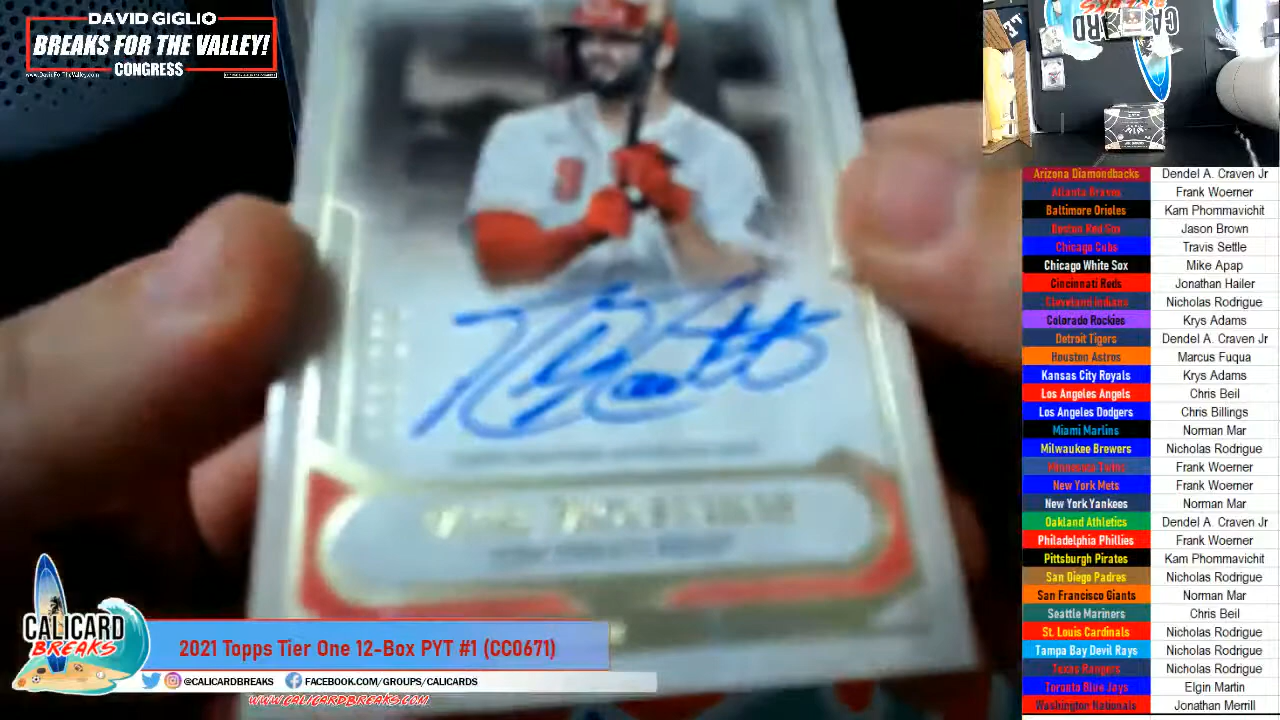 DAVID GIGLIO
BREAKS FOR THE VALLEY!
CONGRESS
www.DavidForTheValley.com
CALICARD
BREAKS
2021 Topps Tier One 12-Box PYT #1 (CC0671)
@CALICARDBREAKS
FACEBOOK.COM/CALICARDS
WWW.CALICARDBREAKS.COM
Arizona Diamondbacks Dendel A. Craven Jr
Atlanta Braves Frank Woerner
Baltimore Orioles Kam Phommavichit
Boston Red Sox Jason Brown
Chicago Cubs Travis Settle
Chicago White Sox Mike Apap
Cincinnati Reds Jonathan Hailer
Cleveland Indians Nicholas Rodrigue
Colorado Rockies Krys Adams
Detroit Tigers Dendel A. Craven Jr
Houston Astros Marcus Fuqua
Kansas City Royals Krys Adams
Los Angeles Angels Chris Beil
Los Angeles Dodgers Chris Billings
Miami Marlins Norman Mar
Milwaukee Brewers Nicholas Rodrigue
Minnesota Twins Frank Woerner
New York Mets Frank Woerner
New York Yankees Norman Mar
Oakland Athletics Dendel A. Craven Jr
Philadelphia Phillies Frank Woerner
Pittsburgh Pirates Kam Phommavichit
San Diego Padres Nicholas Rodrigue
San Francisco Giants Norman Mar
Seattle Mariners Chris Beil
St. Louis Cardinals Nicholas Rodrigue
Tampa Bay Devil Rays Nicholas Rodrigue
Texas Rangers Nicholas Rodrigue
Toronto Blue Jays Elgin Martin
Washington Nationals Jonathan Merrill